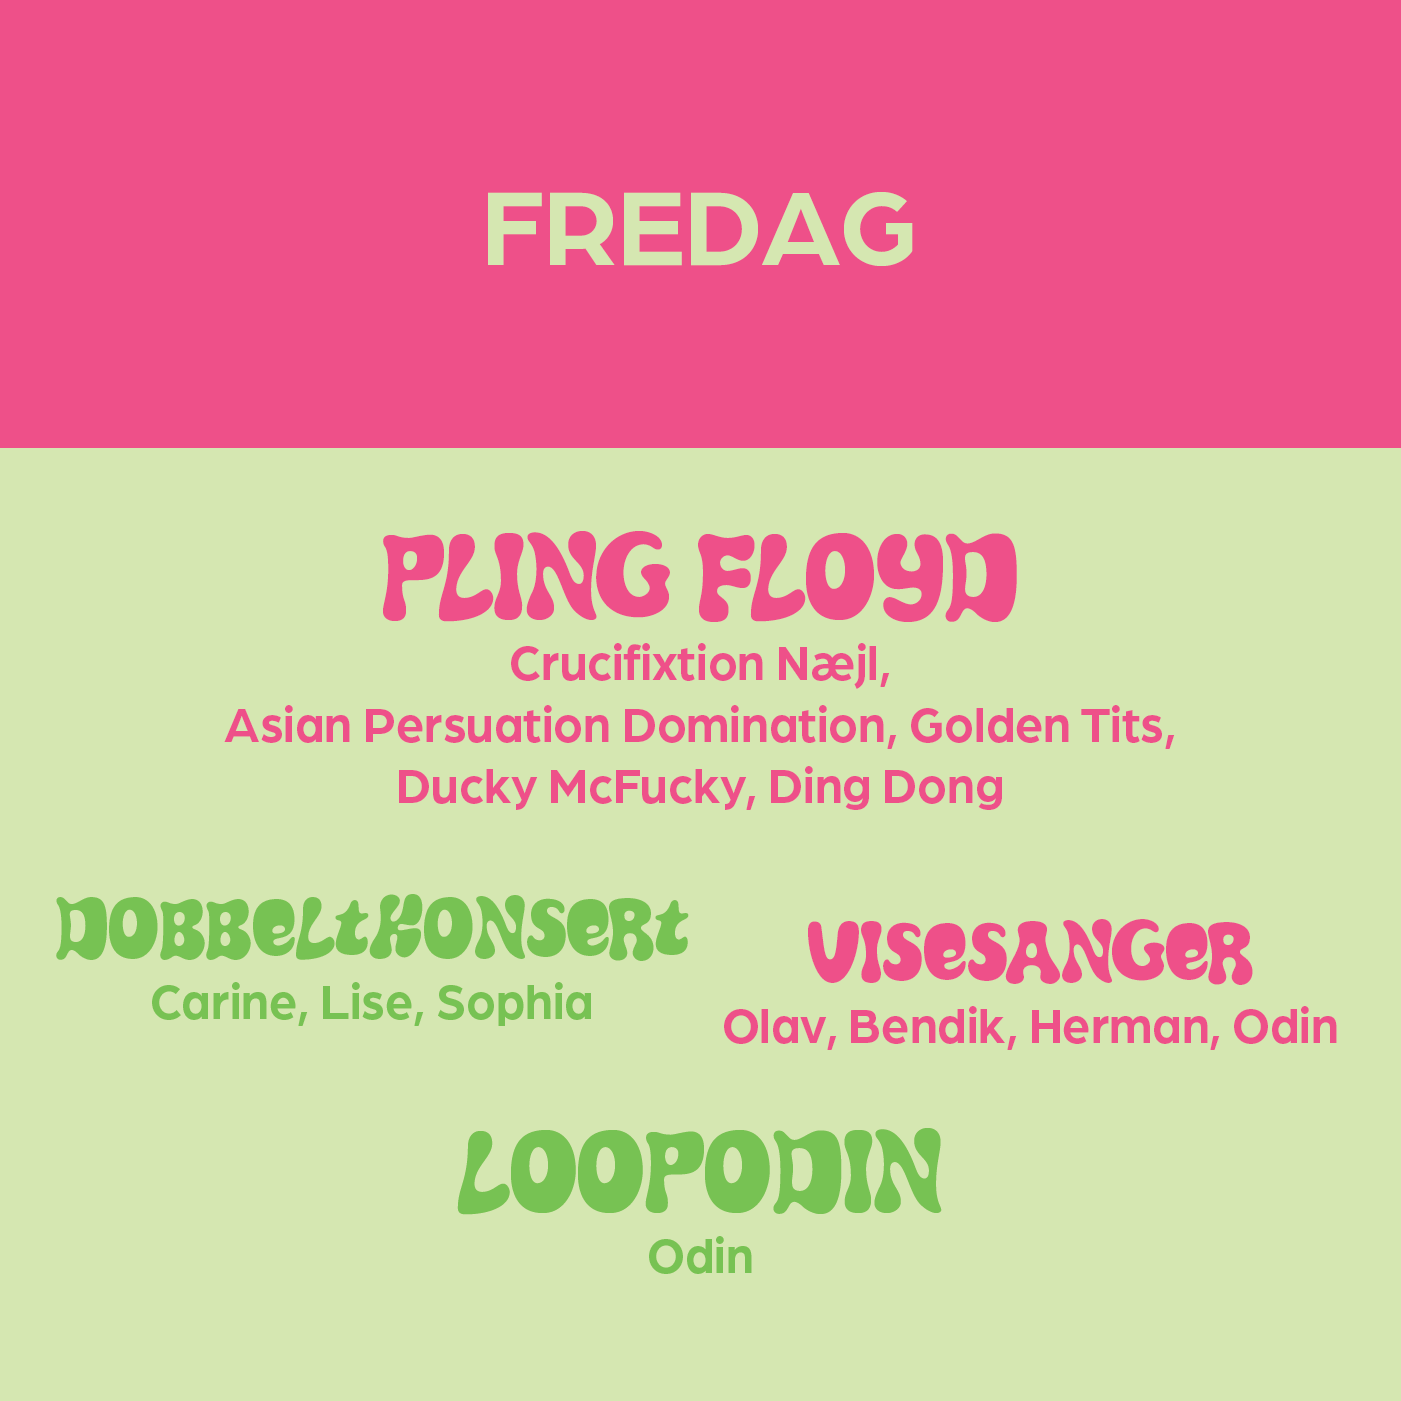 FREDAG
PLING FLOYD
Crucifixtion Næjl,
Asian Persuation Domination, Golden Tits,
Ducky McFucky, Ding Dong
DOBBeLtKONSeRt
Carine, Lise, Sophia
VISeSANGeR
Olav, Bendik, Herman, Odin
LOOPODIN
Odin